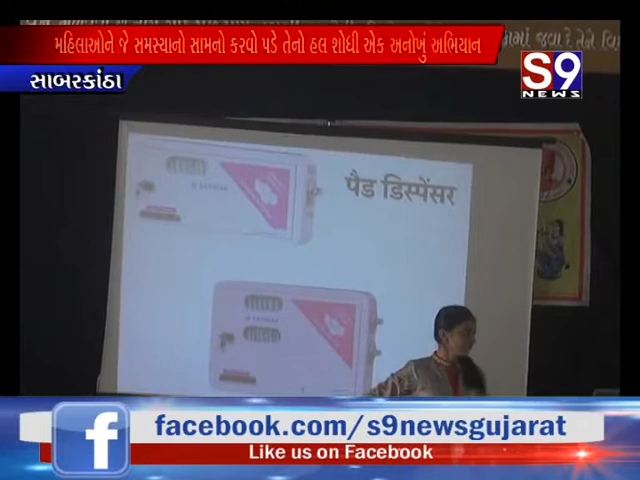 મહિલાઓને જે સમસ્યાનો સામનો કરવો પડે તેનો હલ શોધી એક અનોખું અભિયાન
સાબરકાંઠા
S9
NEWS
पैड डिस्पेंसर
facebook.com/s9newsgujarat
Like us on Facebook